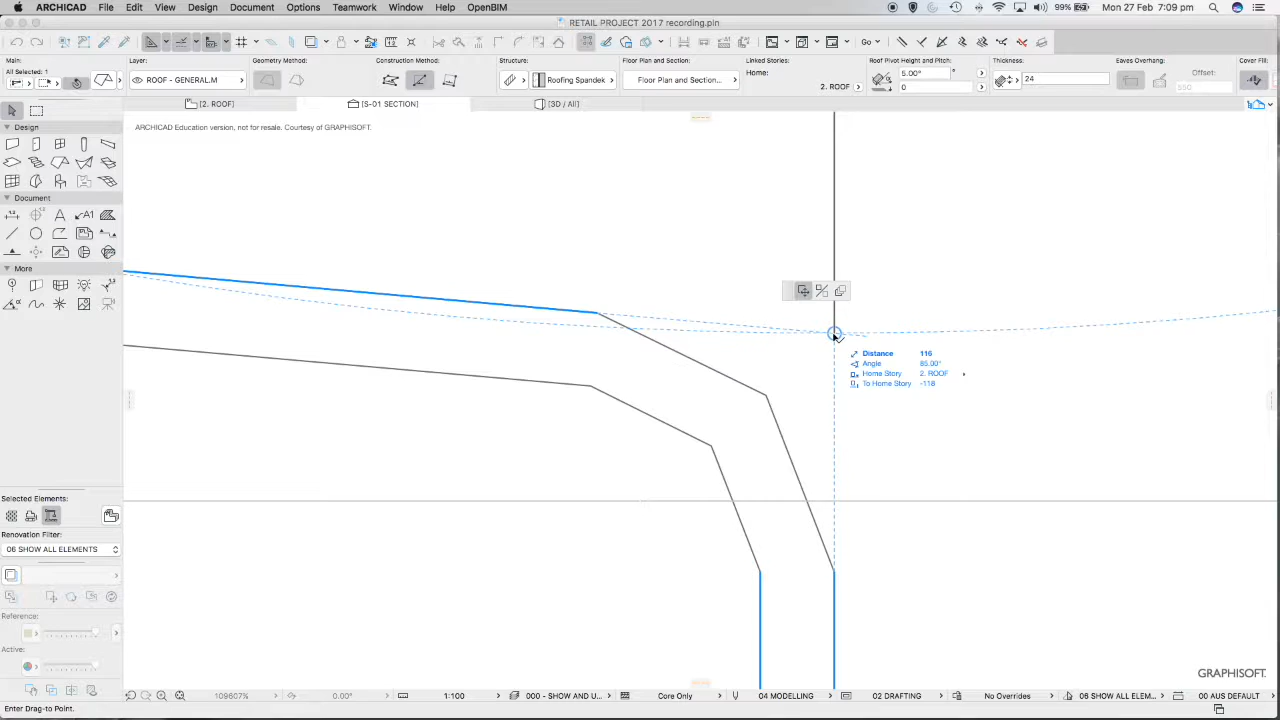 ARCHICAD File Edit View Design Document Options Teamwork Window Help OpenBIM 99% Mon 27 Feb 7:09 pm
RETAIL PROJECT 2017 recording.pin
Go
Main: Layer: Geometry Method: Construction Method: Structure: Floor Plan and Section: Linked Stories: Roof Pivot Height and Pitch: Thickness: Eaves Overhang: Cover Fill:
All Selected: 1 Home: 5.00° ° Offset:
ROOF - GENERAL.M Roofing Spandek Floor Plan and Section... 2. ROOF 0 24 550
[2. ROOF] [S-01 SECTION] [3D / All]
Design
ARCHICAD Education version, not for resale. Courtesy of GRAPHISOFT.
Document
More
Distance 116
Angle 85.00°
Home Story 2. ROOF
To Home Story -118
Selected Elements:
Renovation Filter:
06 SHOW ALL ELEMENTS
Reference:
Active:
GRAPHISOFT.
109607% 0.00° 1:100 000 - SHOW AND U... Core Only 04 MODELLING 02 DRAFTING No Overrides 06 SHOW ALL ELEM... 00 AUS DEFAULT
Enter Drag-to Point.